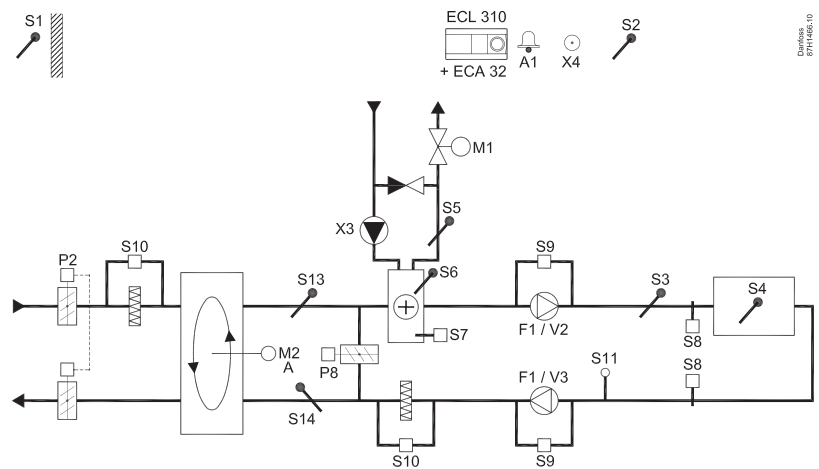 S1
ECL 310
+ ECA 32
A1
X4
S2
Danfoss
87H1466.10
M1
X3
S5
P2
S10
S13
S6
S9
S3
S4
S7
F1 / V2
S8
M2
A
P8
S14
S10
F1 / V3
S9
S11
S8